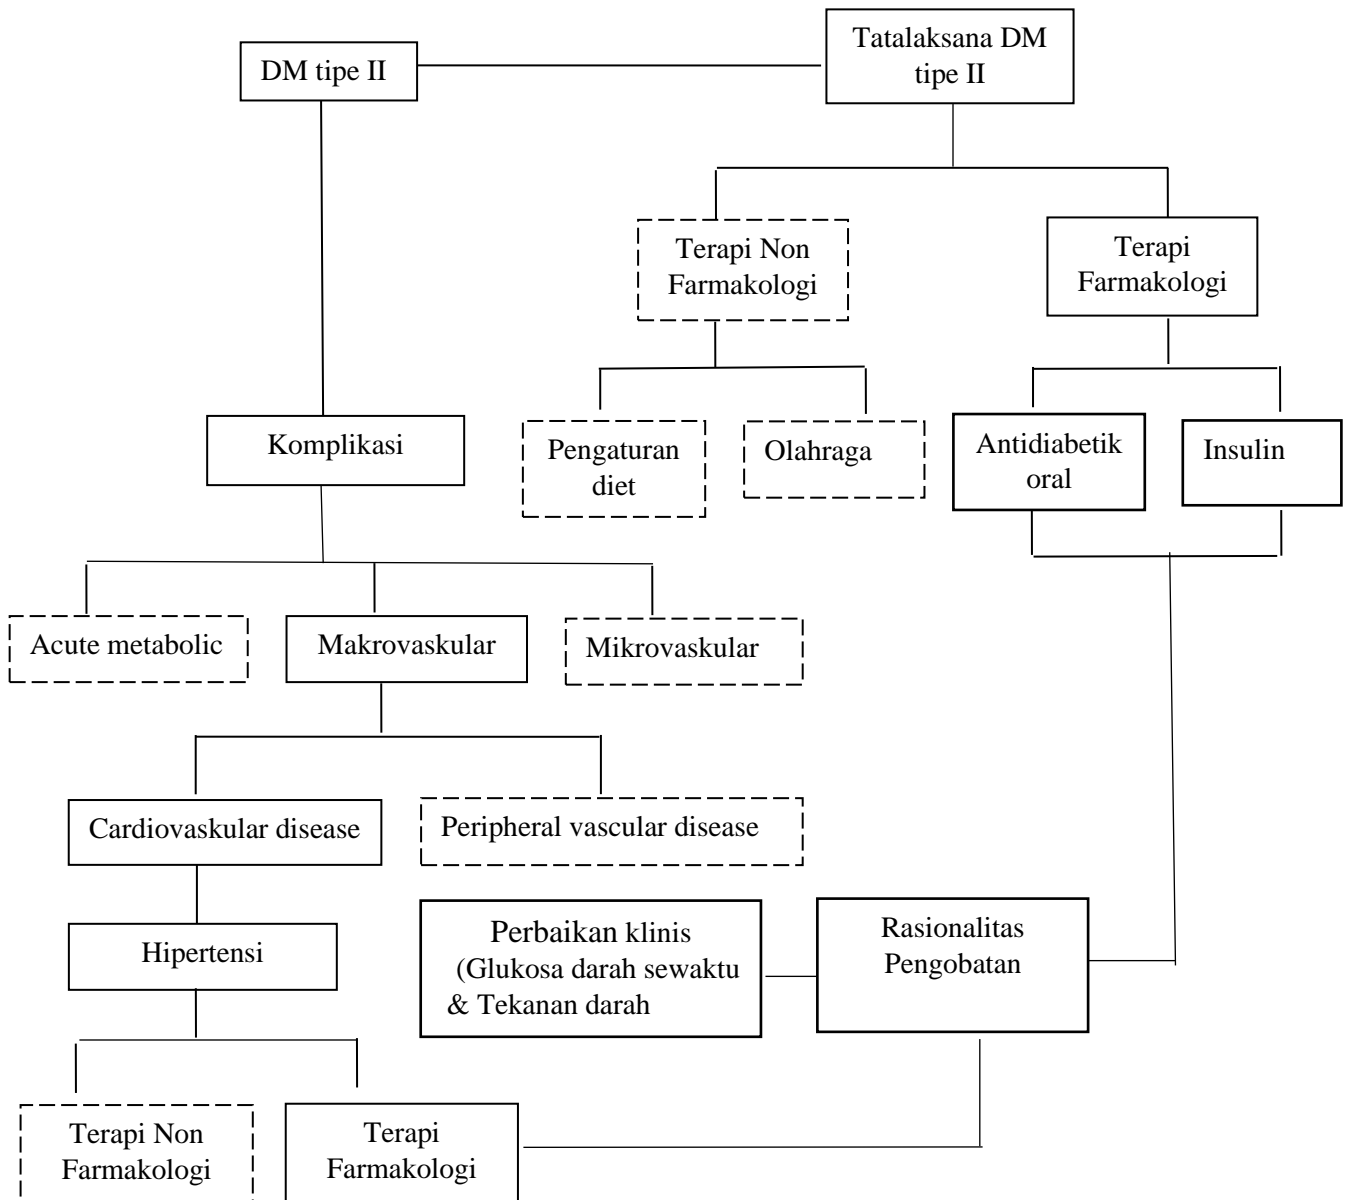 Tatalaksana DM
tipe II
DM tipe II
Terapi Non
Farmakologi
Terapi
Farmakologi
Komplikasi
Pengaturan
diet
Olahraga
Antidiabetik
oral
Insulin
Acute metabolic
Makrovaskular
Mikrovaskular
Cardiovaskular disease
Peripheral vascular disease
Hipertensi
Perbaikan klinis
(Glukosa darah sewaktu
& Tekanan darah
Rasionalitas
Pengobatan
Terapi Non
Farmakologi
Terapi
Farmakologi